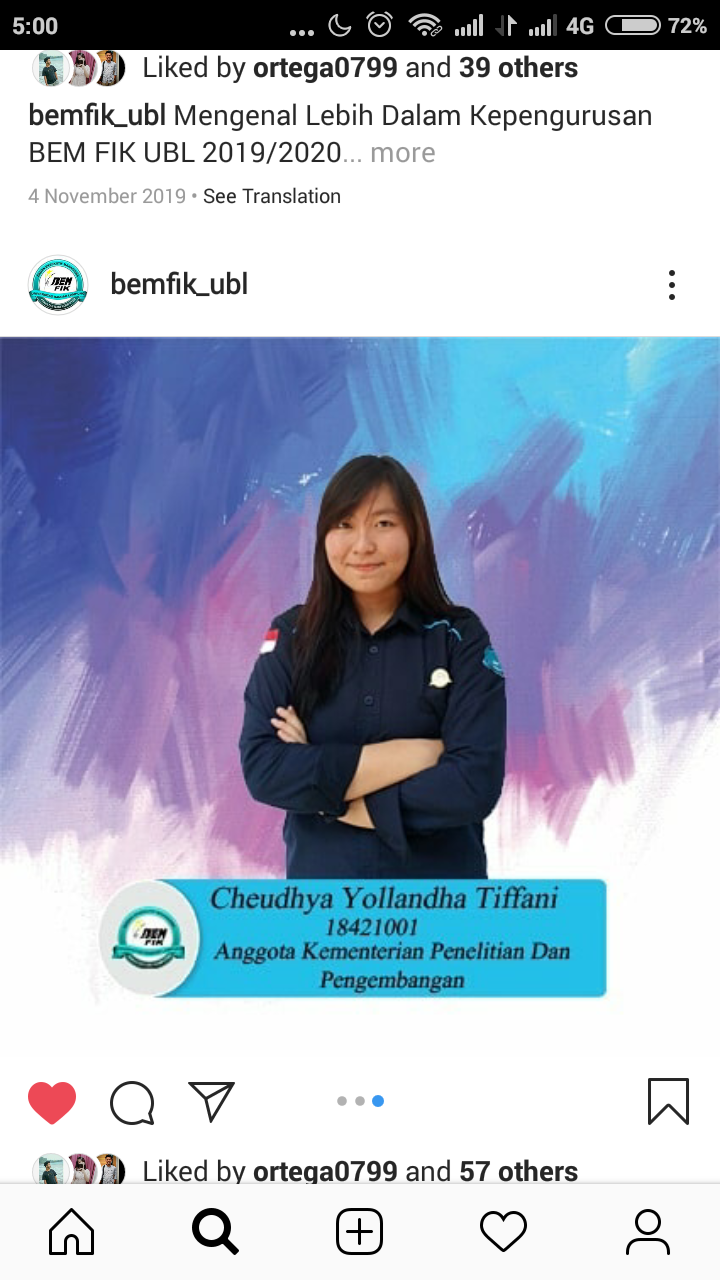 5:00 ... 4G 72%
Liked by ortega0799 and 39 others
bemfik_ubl Mengenal Lebih Dalam Kepengurusan
BEM FIK UBL 2019/2020... more
4 November 2019 • See Translation
BEM
FIK
bemfik_ubl
Cheudhya Yollandha Tiffani
18421001
Anggota Kementerian Penelitian Dan
Pengembangan
BEM
FIK
Liked by ortega0799 and 57 others